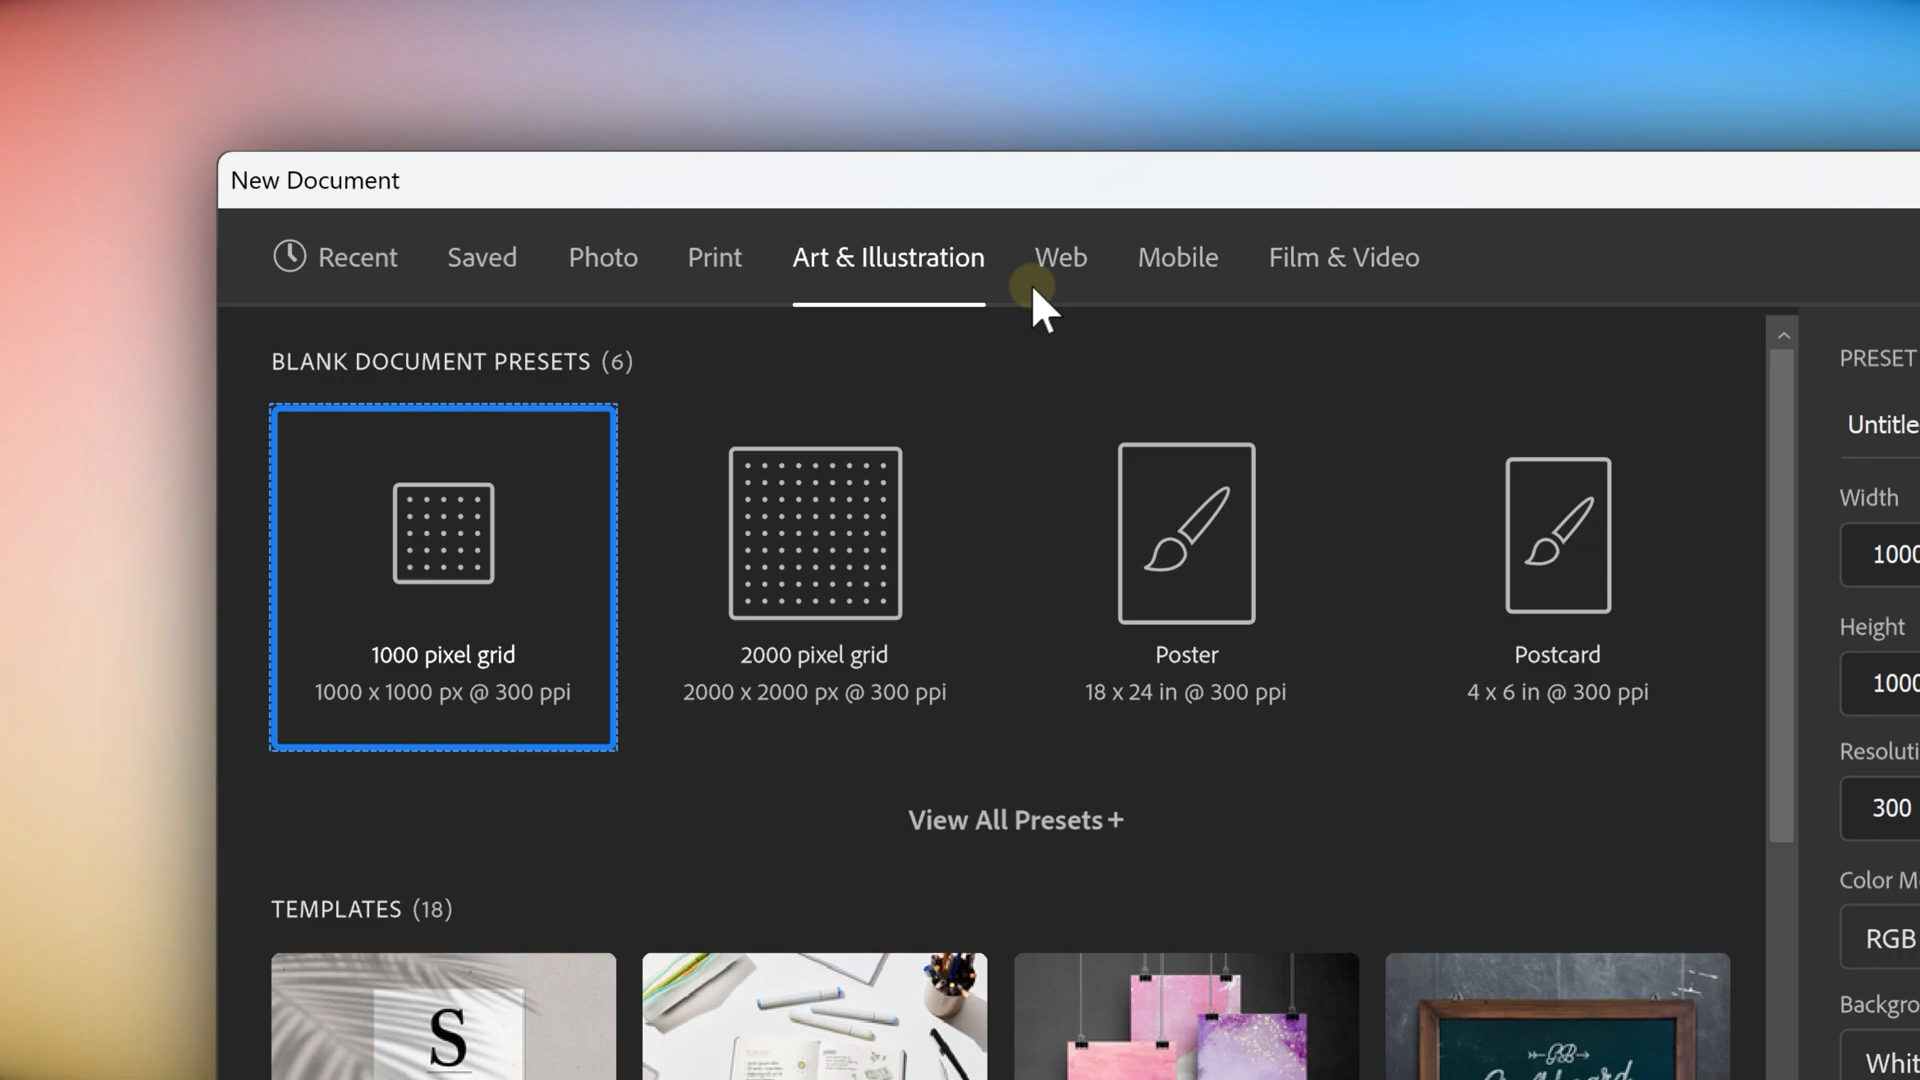 New Document
Recent Saved Photo Print Art & Illustration Web Mobile Film & Video
BLANK DOCUMENT PRESETS (6)
1000 pixel grid
1000 x 1000 px @ 300 ppi
2000 pixel grid
2000 x 2000 px @ 300 ppi
Poster
18 x 24 in @ 300 ppi
Postcard
4 x 6 in @ 300 ppi
View All Presets+
TEMPLATES (18)
S
GB
PRESET
Untitle
Width
1000
Height
1000
Resoluti
300
Color M
RGB
Backgro
Whit